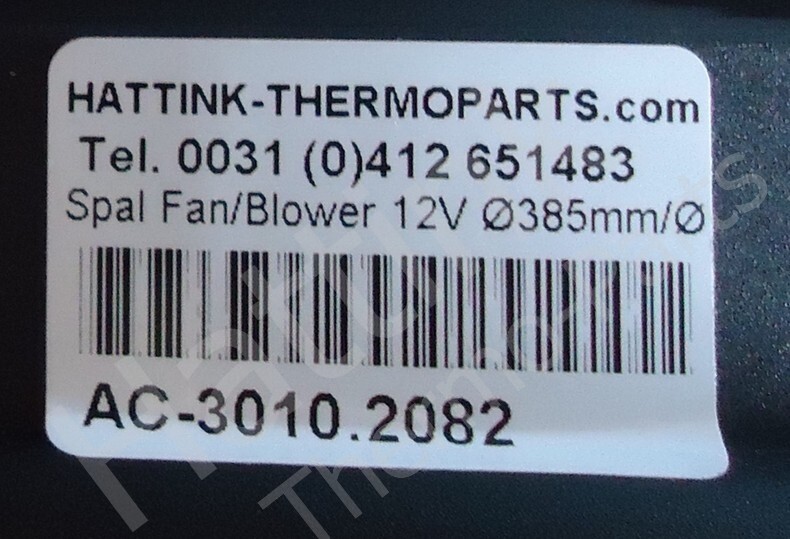 HATTINK-THERMOPARTS.com
Tel. 0031 (0)412 651483
Spal Fan/Blower 12V Ø385mm/Ø
AC-3010.2082